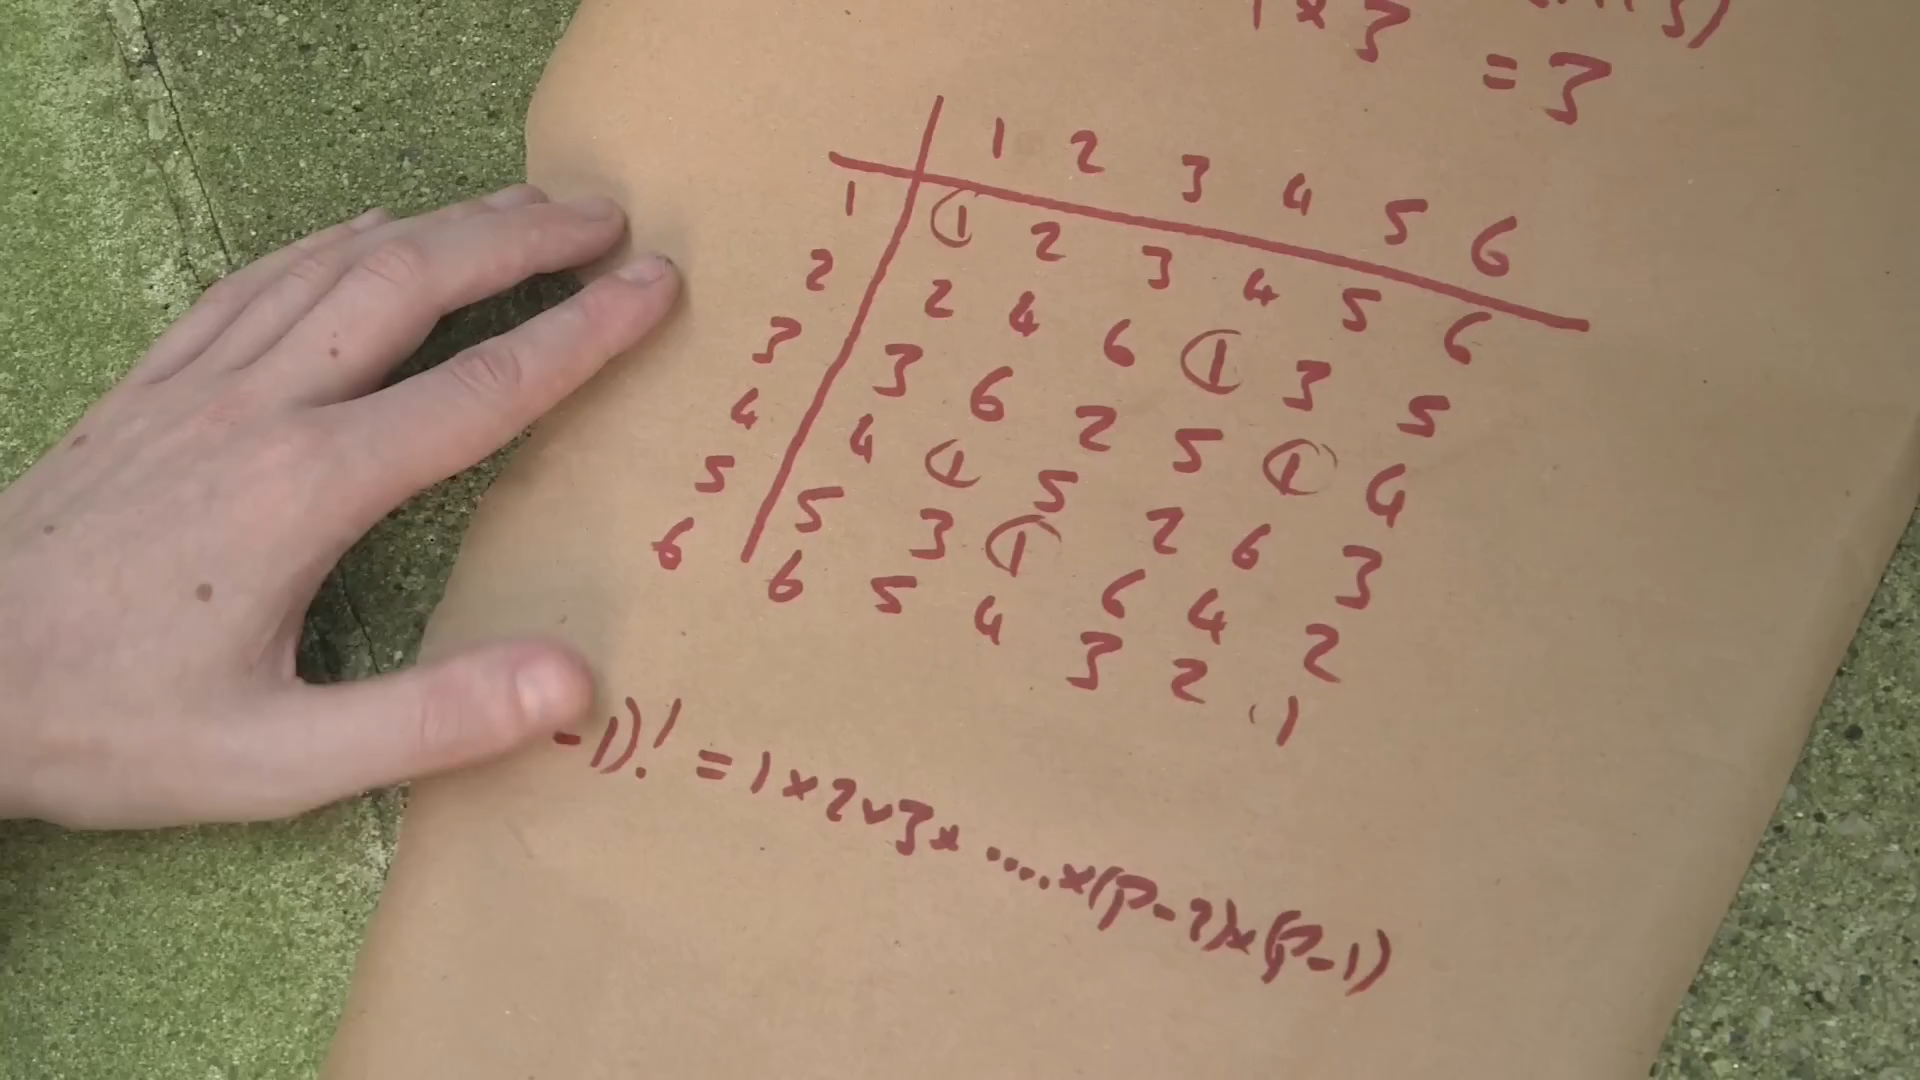 1 × 3 = 3
1 2 3 4 5 6
1 1 2 3 4 5 6
2 2 4 6 1 3 5
3 3 6 2 5 1 4
4 4 1 5 2 6 3
5 5 3 1 6 4 2
6 6 5 4 3 2 1
-1)! = 1×2×3× ....×(P-2)×(P-1)